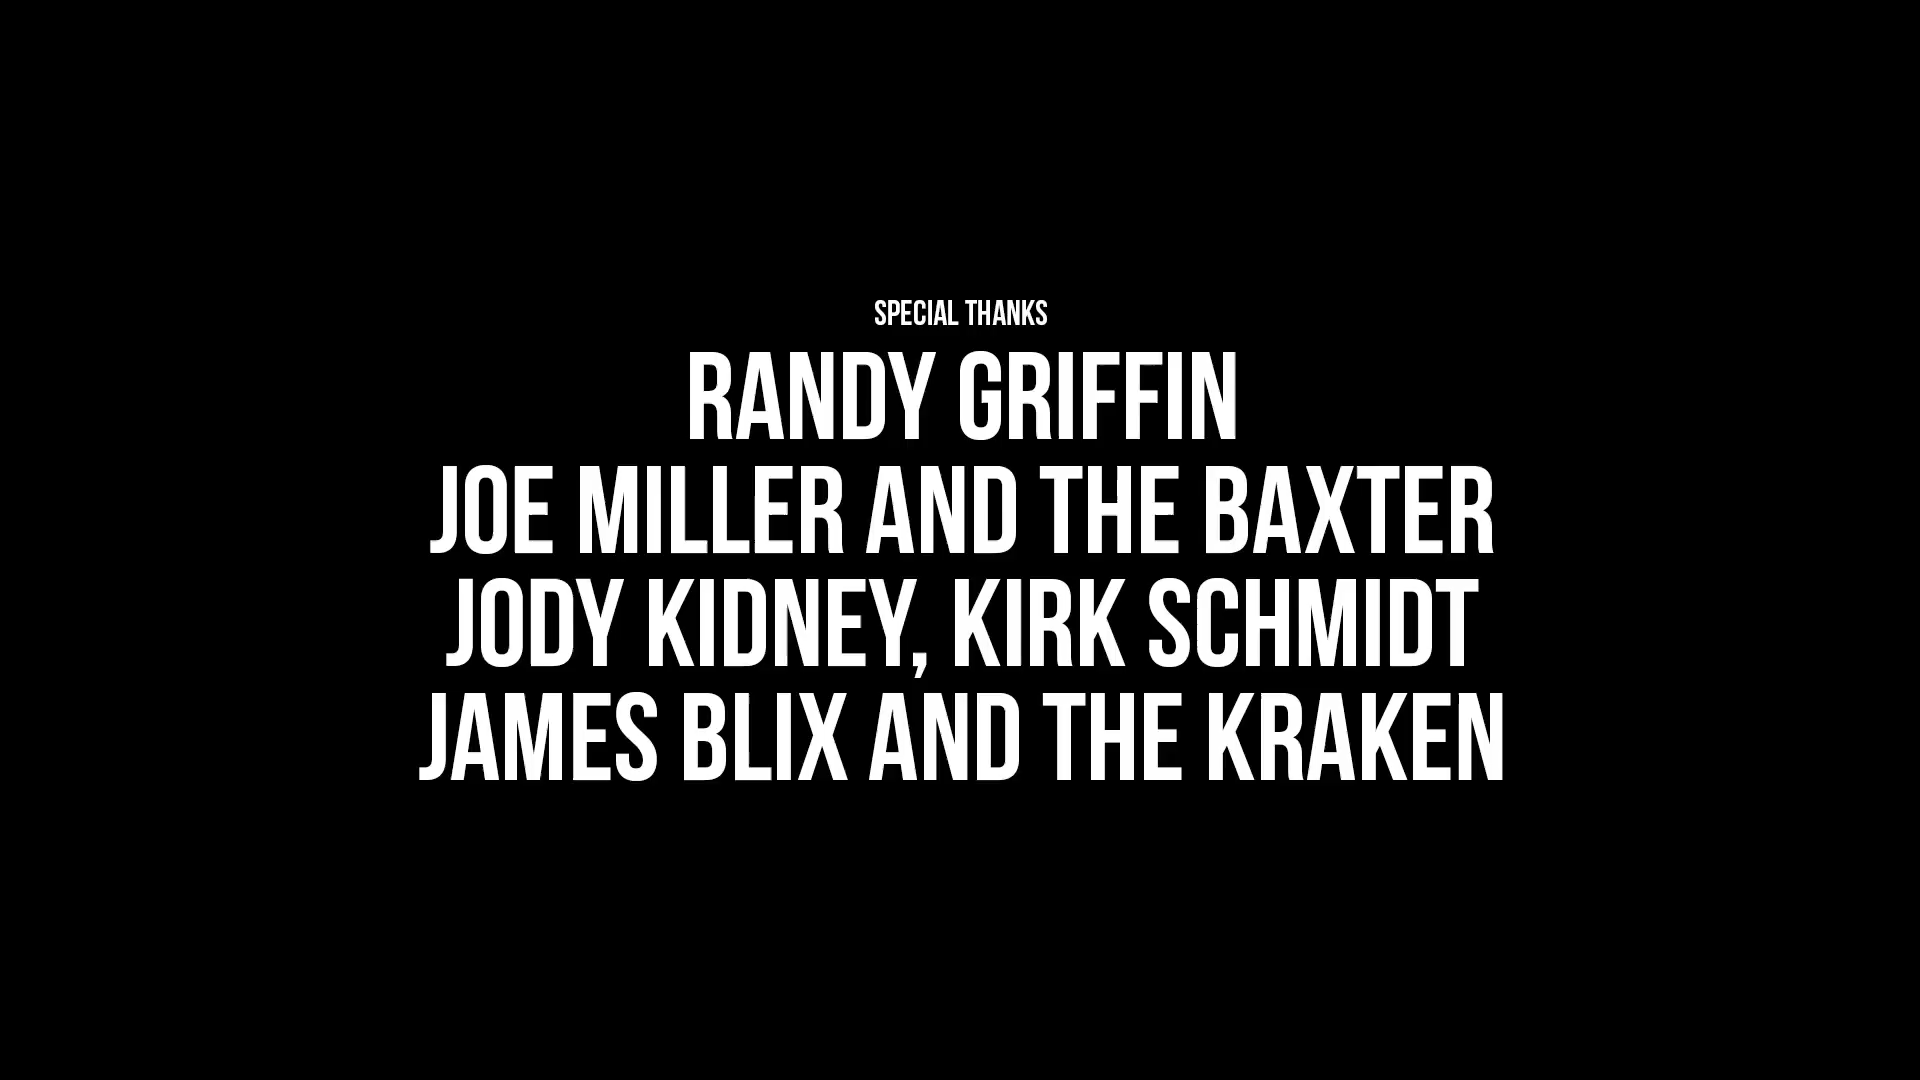 SPECIAL THANKS
RANDY GRIFFIN
JOE MILLER AND THE BAXTER
JODY KIDNEY, KIRK SCHMIDT
JAMES BLIX AND THE KRAKEN